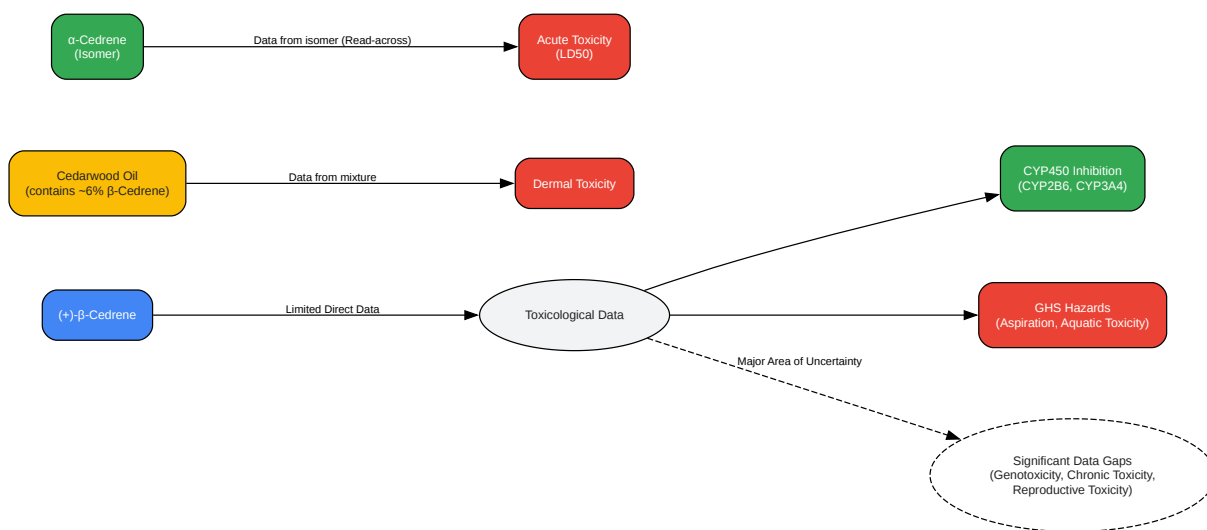 α-Cedrene
(Isomer)
Data from isomer (Read-across)
Acute Toxicity
(LD50)
Cedarwood Oil
(contains ~6% β-Cedrene)
Data from mixture
Dermal Toxicity
CYP450 Inhibition
(CYP2B6, CYP3A4)
(+)-β-Cedrene
Limited Direct Data
Toxicological Data
GHS Hazards
(Aspiration, Aquatic Toxicity)
Major Area of Uncertainty
Significant Data Gaps
(Genotoxicity, Chronic Toxicity,
Reproductive Toxicity)